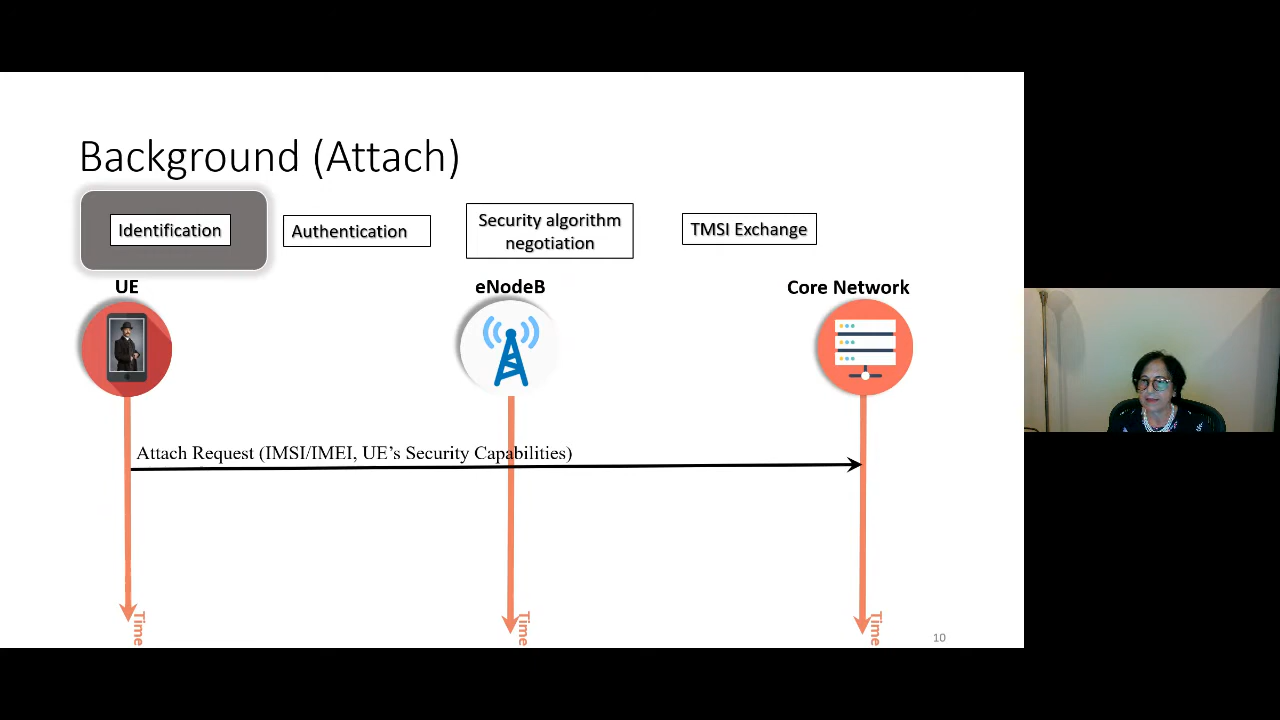 Background (Attach)
Identification
Authentication
Security algorithm
negotiation
TMSI Exchange
UE
eNodeB
Core Network
Attach Request (IMSI/IMEI, UE's Security Capabilities)
Time
Time
Time
10